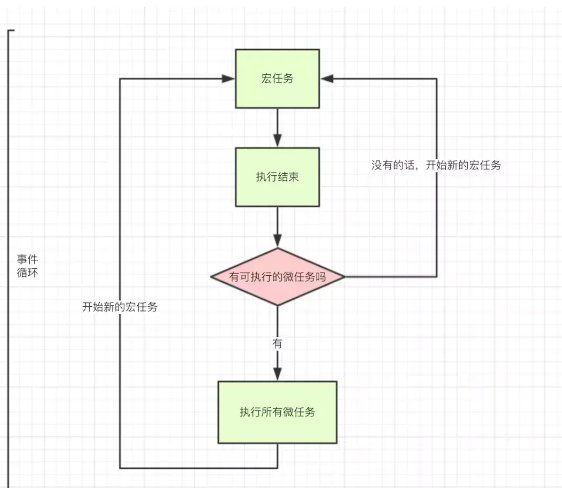 宏任务
执行结束
没有的话，开始新的宏任务
事件
循环
有可执行的微任务吗
开始新的宏任务
有
执行所有微任务